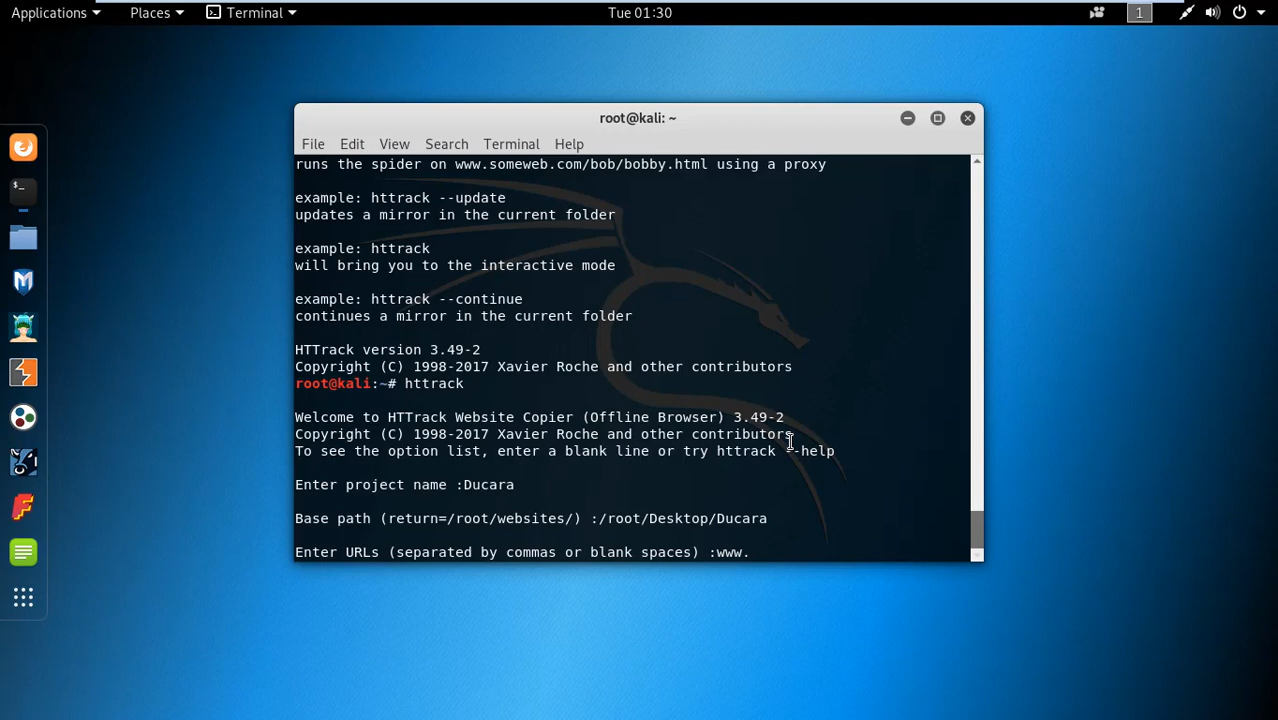 Applications Places Terminal Tue 01:30 1
root@kali: ~
File Edit View Search Terminal Help
runs the spider on www.someweb.com/bob/bobby.html using a proxy
example: httrack --update
updates a mirror in the current folder
example: httrack
will bring you to the interactive mode
example: httrack --continue
continues a mirror in the current folder
HTTrack version 3.49-2
Copyright (C) 1998-2017 Xavier Roche and other contributors
root@kali:~# httrack
Welcome to HTTrack Website Copier (Offline Browser) 3.49-2
Copyright (C) 1998-2017 Xavier Roche and other contributors
To see the option list, enter a blank line or try httrack --help
Enter project name :Ducara
Base path (return=/root/websites/) :/root/Desktop/Ducara
Enter URLs (separated by commas or blank spaces) :www.